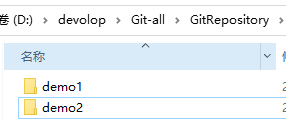 卷 (D:) › devolop › Git-all › GitRepository ›
名称
demo1
demo2